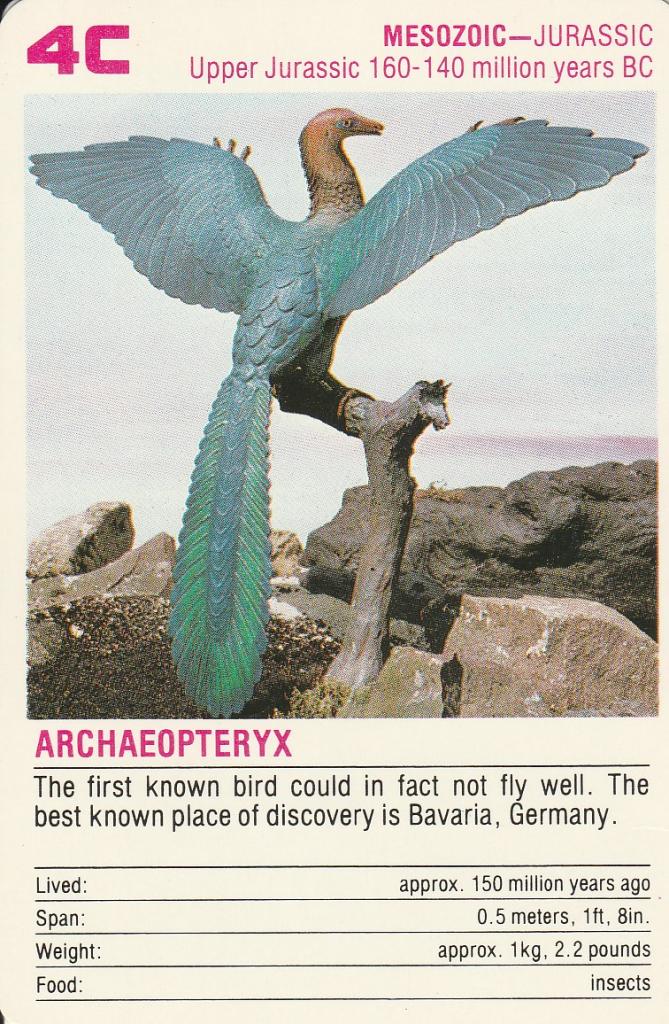 4C
MESOZOIC—JURASSIC
Upper Jurassic 160-140 million years BC
ARCHAEOPTERYX
The first known bird could in fact not fly well. The
best known place of discovery is Bavaria, Germany.
Lived: approx. 150 million years ago
Span: 0.5 meters, 1ft, 8in.
Weight: approx. 1kg, 2.2 pounds
Food: insects